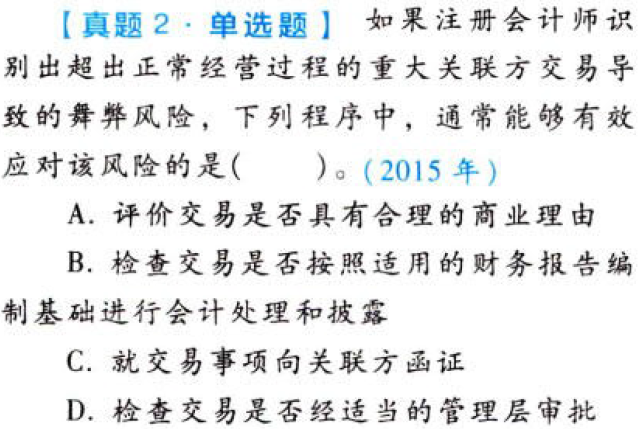 【真题2·单选题】 如果注册会计师识
别出超出正常经营过程的重大关联方交易导
致的舞弊风险，下列程序中，通常能够有效
应对该风险的是(　　)。(2015年)
A. 评价交易是否具有合理的商业理由
B. 检查交易是否按照适用的财务报告编
制基础进行会计处理和披露
C. 就交易事项向关联方函证
D. 检查交易是否经适当的管理层审批